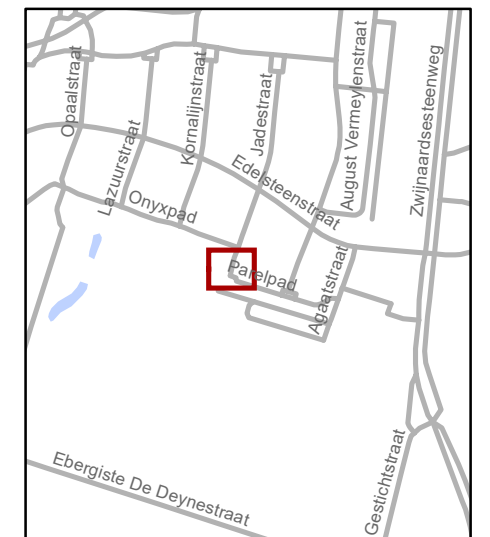 Opaalstraat
Lazuurstraat
Kornalijnstraat
Jadestraat
August Vermeylenstraat
Zwijnaardsesteenweg
Edelsteenstraat
Onyxpad
Parelpad
Agaatstraat
Ebergiste De Deynestraat
Gestichtstraat